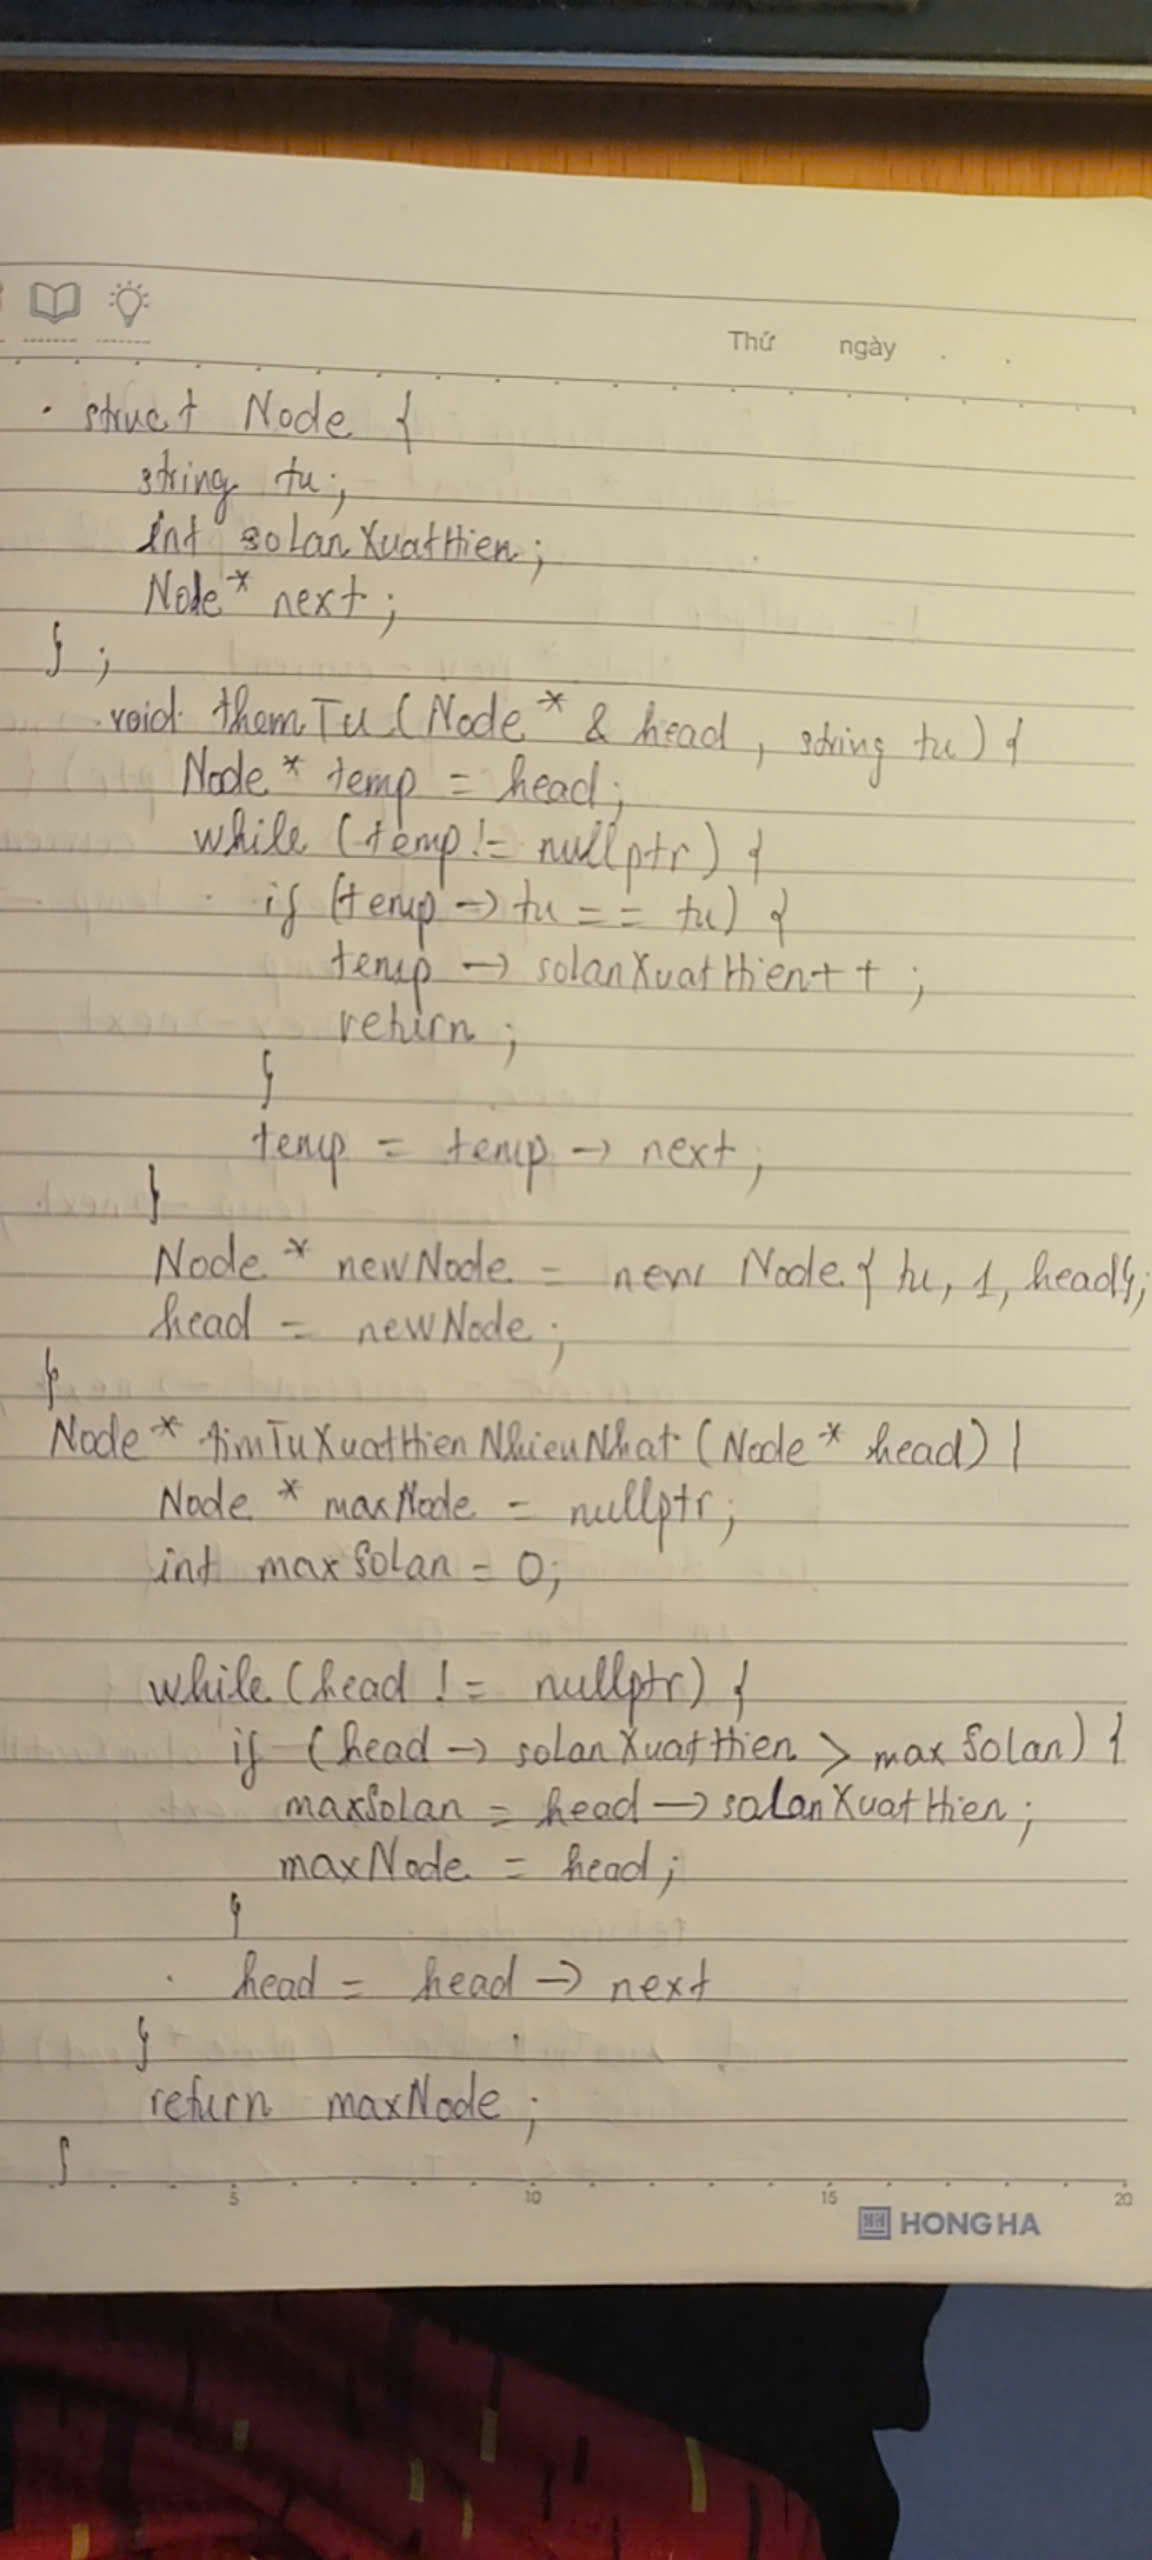 Thứ ngày . .
. struct Node {
string tu;
int solanXuatHien;
Node* next;
};
void themTu(Node*& head, string tu) {
Node* temp = head;
while (temp != nullptr) {
if (temp -> tu == tu) {
temp -> solanXuatHien++;
return;
}
temp = temp -> next;
}
Node* newNode = new Node{tu, 1, head};
head = newNode;
}
Node* timTuXuatHienNhieuNhat(Node* head) {
Node* maxNode = nullptr;
int maxSolan = 0;
while (head != nullptr) {
if (head -> solanXuatHien > maxSolan) {
maxSolan = head -> solanXuatHien;
maxNode = head;
}
head = head -> next
}
return maxNode;
}
5 10 15 20
HONG HA